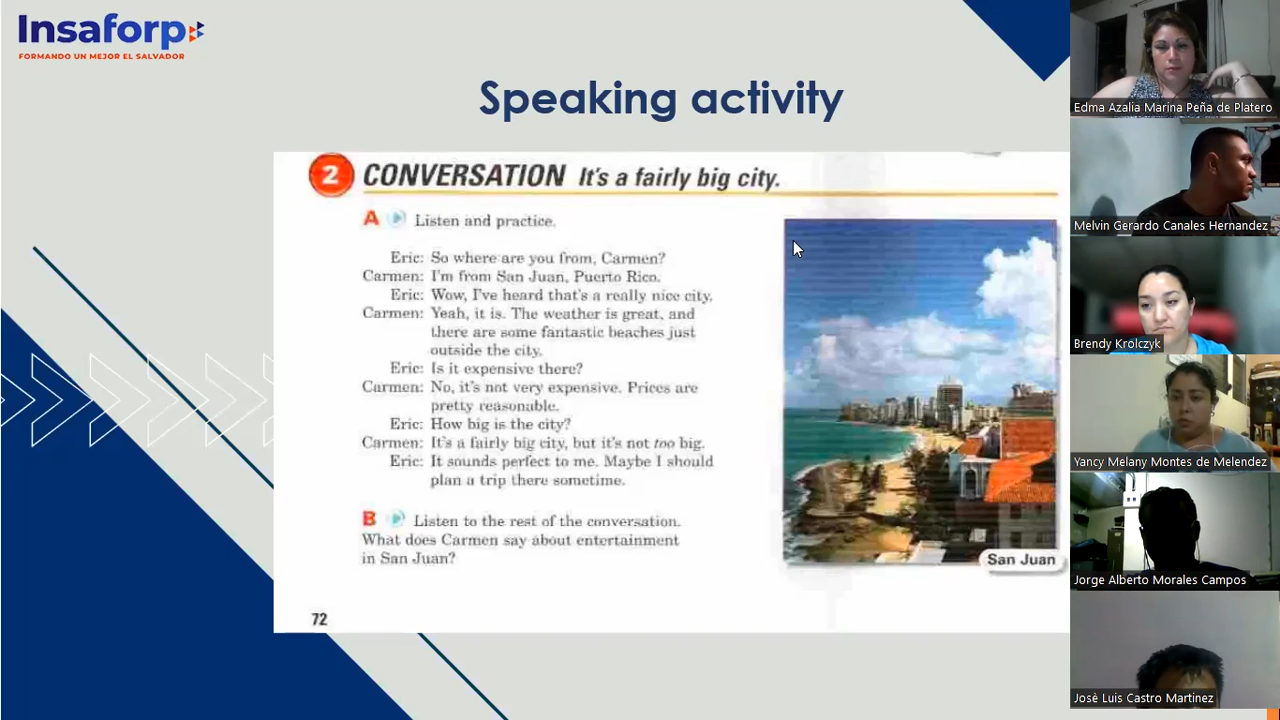 Insaforp
FORMANDO UN MEJOR EL SALVADOR
Speaking activity
2 CONVERSATION It's a fairly big city.
A Listen and practice.
Eric: So where are you from, Carmen?
Carmen: I'm from San Juan, Puerto Rico.
Eric: Wow, I've heard that's a really nice city.
Carmen: Yeah, it is. The weather is great, and
there are some fantastic beaches just
outside the city.
Eric: Is it expensive there?
Carmen: No, it's not very expensive. Prices are
pretty reasonable.
Eric: How big is the city?
Carmen: It's a fairly big city, but it's not too big.
Eric: It sounds perfect to me. Maybe I should
plan a trip there sometime.
B Listen to the rest of the conversation.
What does Carmen say about entertainment
in San Juan?
San Juan
72
Edma Azalia Marina Peña de Platero
Melvin Gerardo Canales Hernandez
Brendy Krolczyk
Yancy Melany Montes de Melendez
Jorge Alberto Morales Campos
Josè Luis Castro Martinez